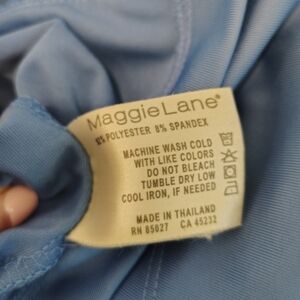 MaggieLane®
POLYESTER 8% SPANDEX
MACHINE WASH COLD
WITH LIKE COLORS
DO NOT BLEACH
TUMBLE DRY LOW
COOL IRON, IF NEEDED
MADE IN THAILAND
RN 85027 CA 45232